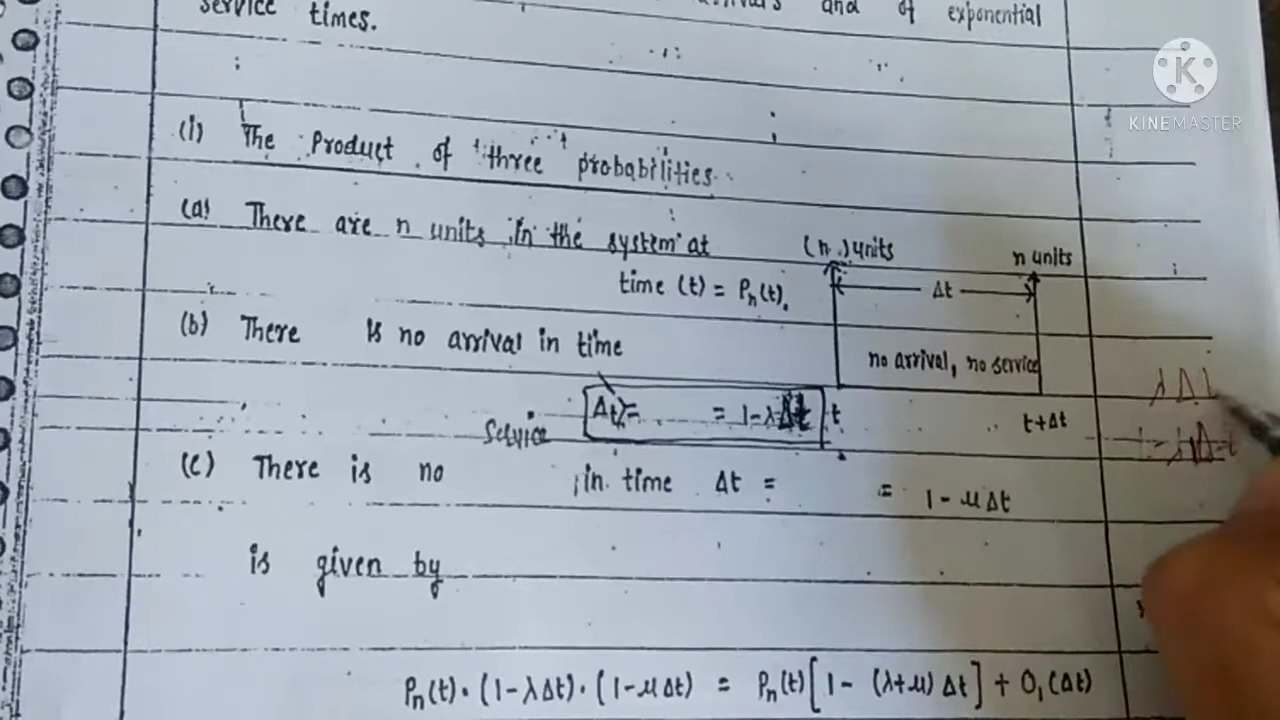 and of exponential
service times.
KINEMASTER
(i) The Product of three probabilities.
(a) There are n units in the system at
time (t) = Pn(t).
(n ) units
n units
Δt
no arrival, no service
t
t+Δt
(b) There is no arrival in time
Δt = = 1-λΔt
Service
(c) There is no in time Δt = = 1 - μΔt
is given by
Pn(t) • (1-λΔt) • (1-μΔt) = Pn(t) [1 - (λ+μ) Δt] + O1 (Δt)
λΔt
1-λΔt